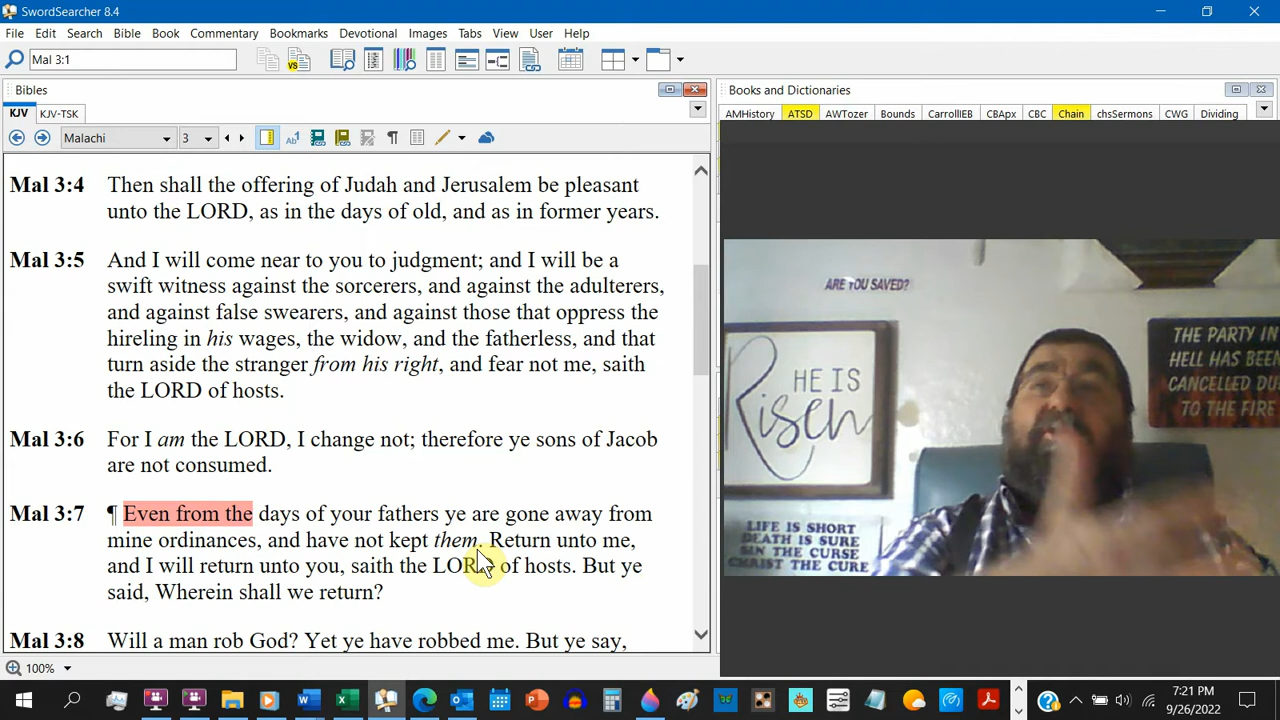 SwordSearcher 8.4
File Edit Search Bible Book Commentary Bookmarks Devotional Images Tabs View User Help
Mal 3:1
VS
Bibles
Books and Dictionaries
KJV KJV-TSK
AMHistory ATSD AWTozer Bounds CarrollIEB CBApx CBC Chain chsSermons CWG Dividing
Malachi 3
Mal 3:4 Then shall the offering of Judah and Jerusalem be pleasant
unto the LORD, as in the days of old, and as in former years.
Mal 3:5 And I will come near to you to judgment; and I will be a
swift witness against the sorcerers, and against the adulterers,
and against false swearers, and against those that oppress the
hireling in his wages, the widow, and the fatherless, and that
turn aside the stranger from his right, and fear not me, saith
the LORD of hosts.
Mal 3:6 For I am the LORD, I change not; therefore ye sons of Jacob
are not consumed.
Mal 3:7 ¶ Even from the days of your fathers ye are gone away from
mine ordinances, and have not kept them. Return unto me,
and I will return unto you, saith the LORD of hosts. But ye
said, Wherein shall we return?
Mal 3:8 Will a man rob God? Yet ye have robbed me. But ye say,
100%
ARE YOU SAVED?
HE IS
Risen
THE PARTY IN
HELL HAS BEEN
CANCELLED DUE
TO THE FIRE
LIFE IS SHORT
DEATH IS SURE
SIN THE CURSE
CHRIST THE CURE
7:21 PM
9/26/2022